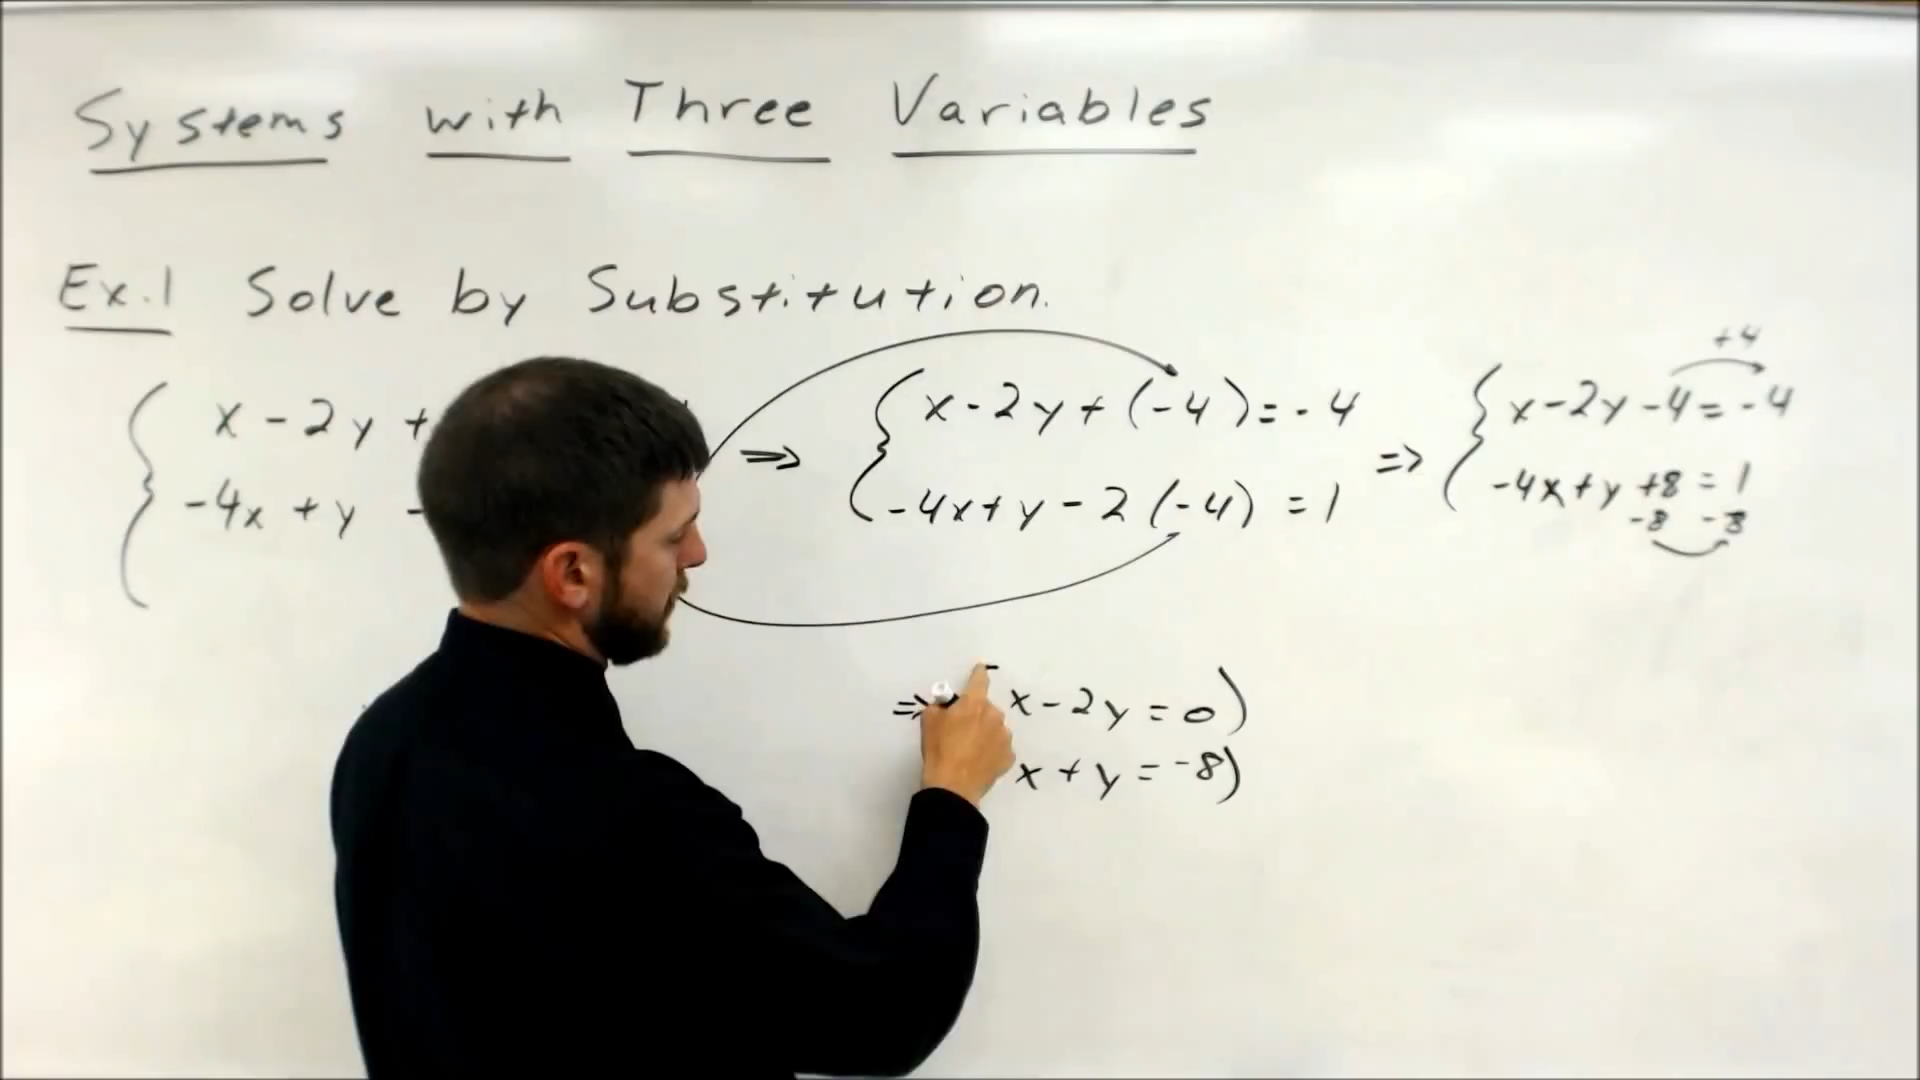 Systems with Three Variables
Ex.1 Solve by Substitution.
x - 2y +
-4x + y -
=> x - 2y + (-4) = -4
-4x + y - 2(-4) = 1
+4
=> x - 2y - 4 = -4
-4x + y + 8 = 1
-8 -8
=> x - 2y = 0)
x + y = -8)